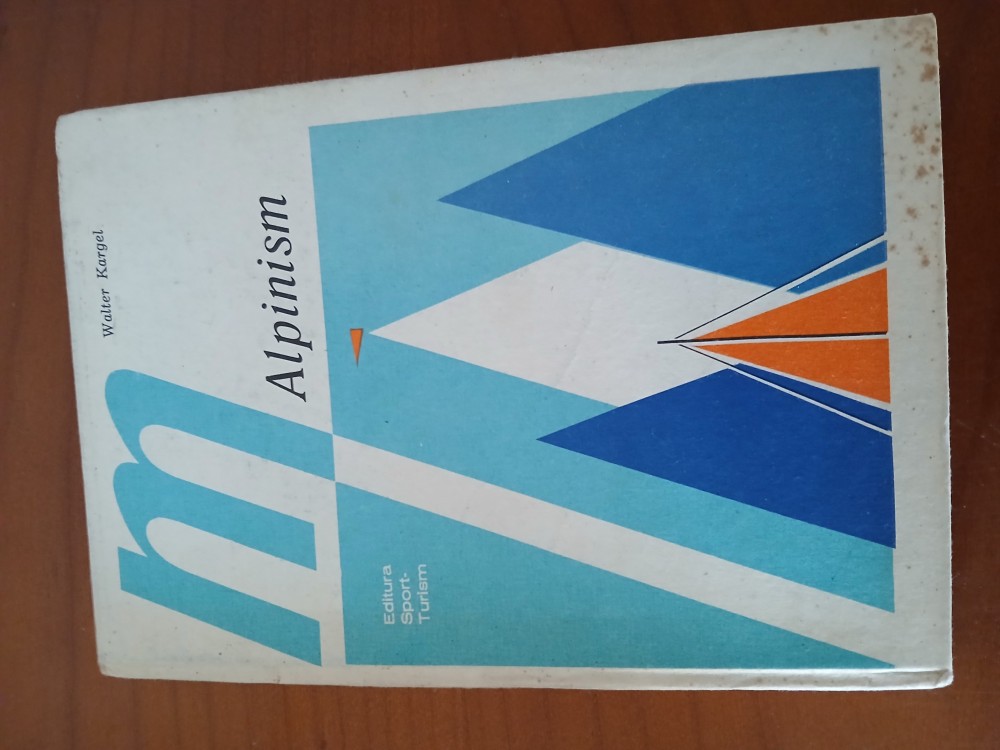 Walter Kargel
m
Alpinism
Editura
Sport-
Turism